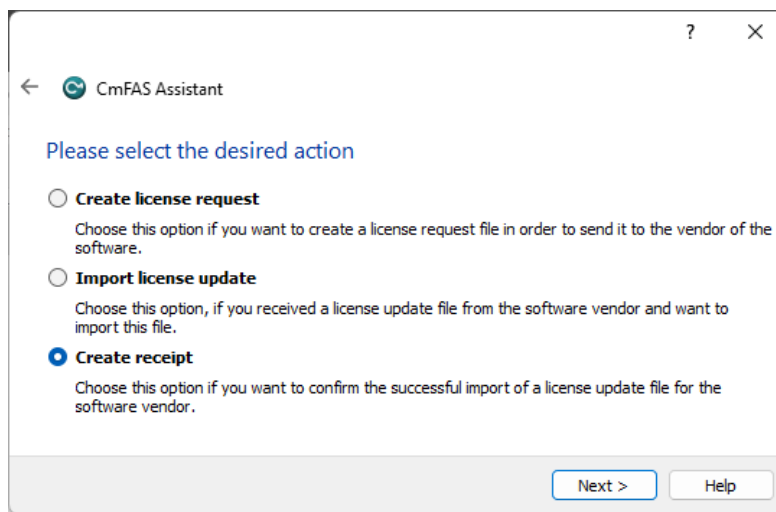 ?
CmFAS Assistant
Please select the desired action
Create license request
Choose this option if you want to create a license request file in order to send it to the vendor of the
software.
Import license update
Choose this option, if you received a license update file from the software vendor and want to
import this file.
Create receipt
Choose this option if you want to confirm the successful import of a license update file for the
software vendor.
Next >
Help